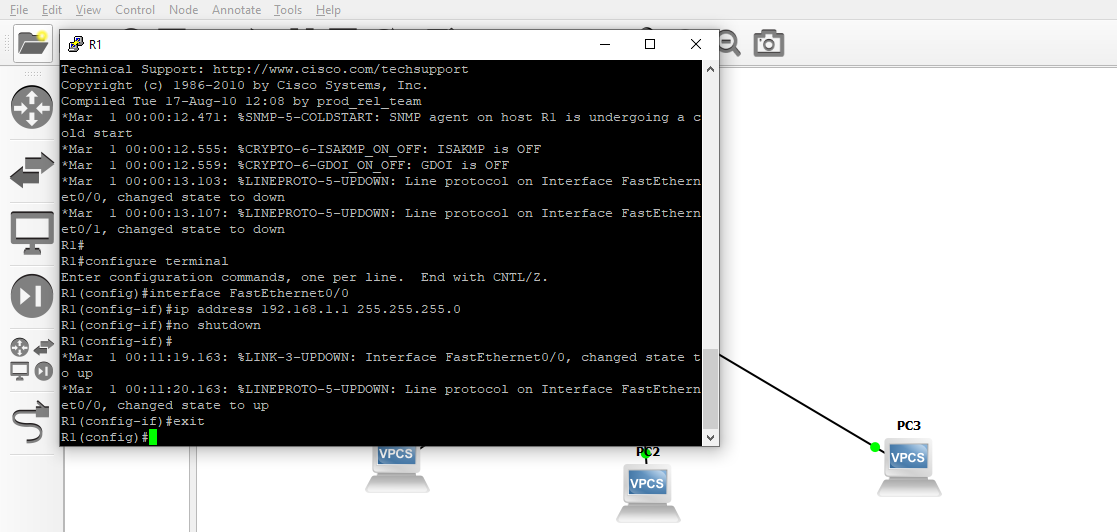 File Edit View Control Node Annotate Tools Help
R1
Technical Support: http://www.cisco.com/techsupport
Copyright (c) 1986-2010 by Cisco Systems, Inc.
Compiled Tue 17-Aug-10 12:08 by prod_rel_team
*Mar  1 00:00:12.471: %SNMP-5-COLDSTART: SNMP agent on host R1 is undergoing a c
old start
*Mar  1 00:00:12.555: %CRYPTO-6-ISAKMP_ON_OFF: ISAKMP is OFF
*Mar  1 00:00:12.559: %CRYPTO-6-GDOI_ON_OFF: GDOI is OFF
*Mar  1 00:00:13.103: %LINEPROTO-5-UPDOWN: Line protocol on Interface FastEthern
et0/0, changed state to down
*Mar  1 00:00:13.107: %LINEPROTO-5-UPDOWN: Line protocol on Interface FastEthern
et0/1, changed state to down
R1#
R1#configure terminal
Enter configuration commands, one per line.  End with CNTL/Z.
R1(config)#interface FastEthernet0/0
R1(config-if)#ip address 192.168.1.1 255.255.255.0
R1(config-if)#no shutdown
R1(config-if)#
*Mar  1 00:11:19.163: %LINK-3-UPDOWN: Interface FastEthernet0/0, changed state t
o up
*Mar  1 00:11:20.163: %LINEPROTO-5-UPDOWN: Line protocol on Interface FastEthern
et0/0, changed state to up
R1(config-if)#exit
R1(config)#
VPCS
PC2
VPCS
PC3
VPCS